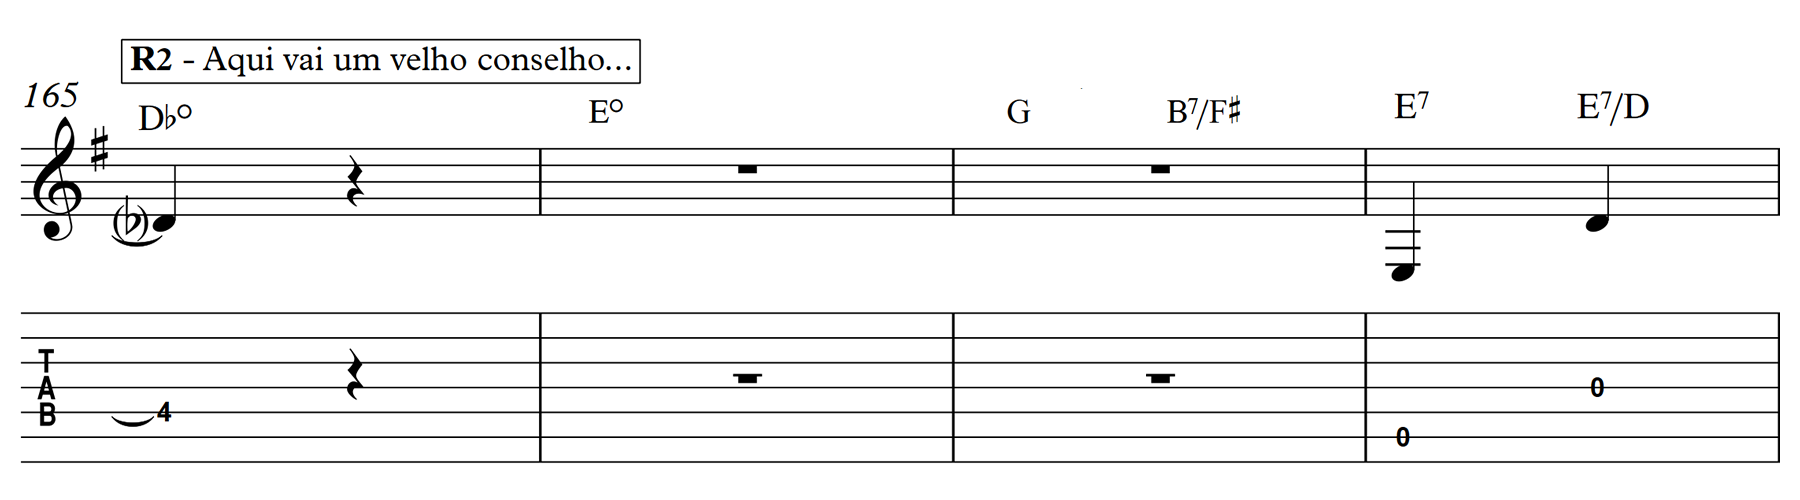 R2 - Aqui vai um velho conselho...
165
D♭° E° G B7/F♯ E7 E7/D
T
A
B
4 0 0